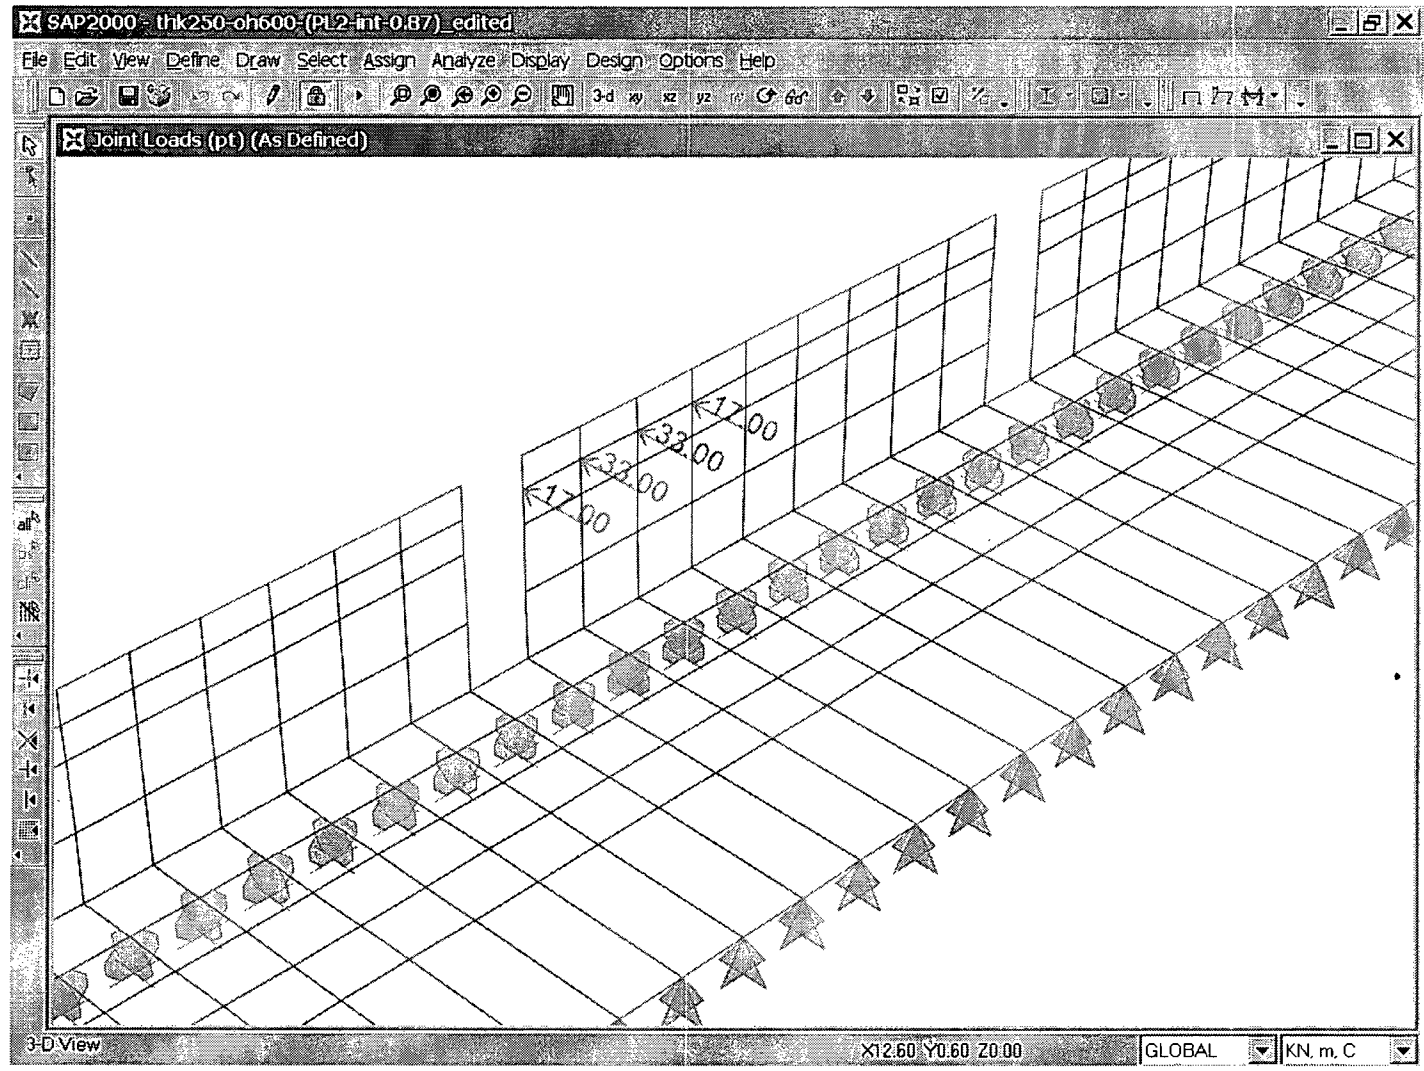 SAP2000 - thk250-oh600-(PL2-int-0.87)_edited
File Edit View Define Draw Select Assign Analyze Display Design Options Help
3-d xy xz yz
Joint Loads (pt) (As Defined)
17.00
33.00
33.00
17.00
all
3-D View
X12.60 Y0.60 Z0.00
GLOBAL
KN, m, C